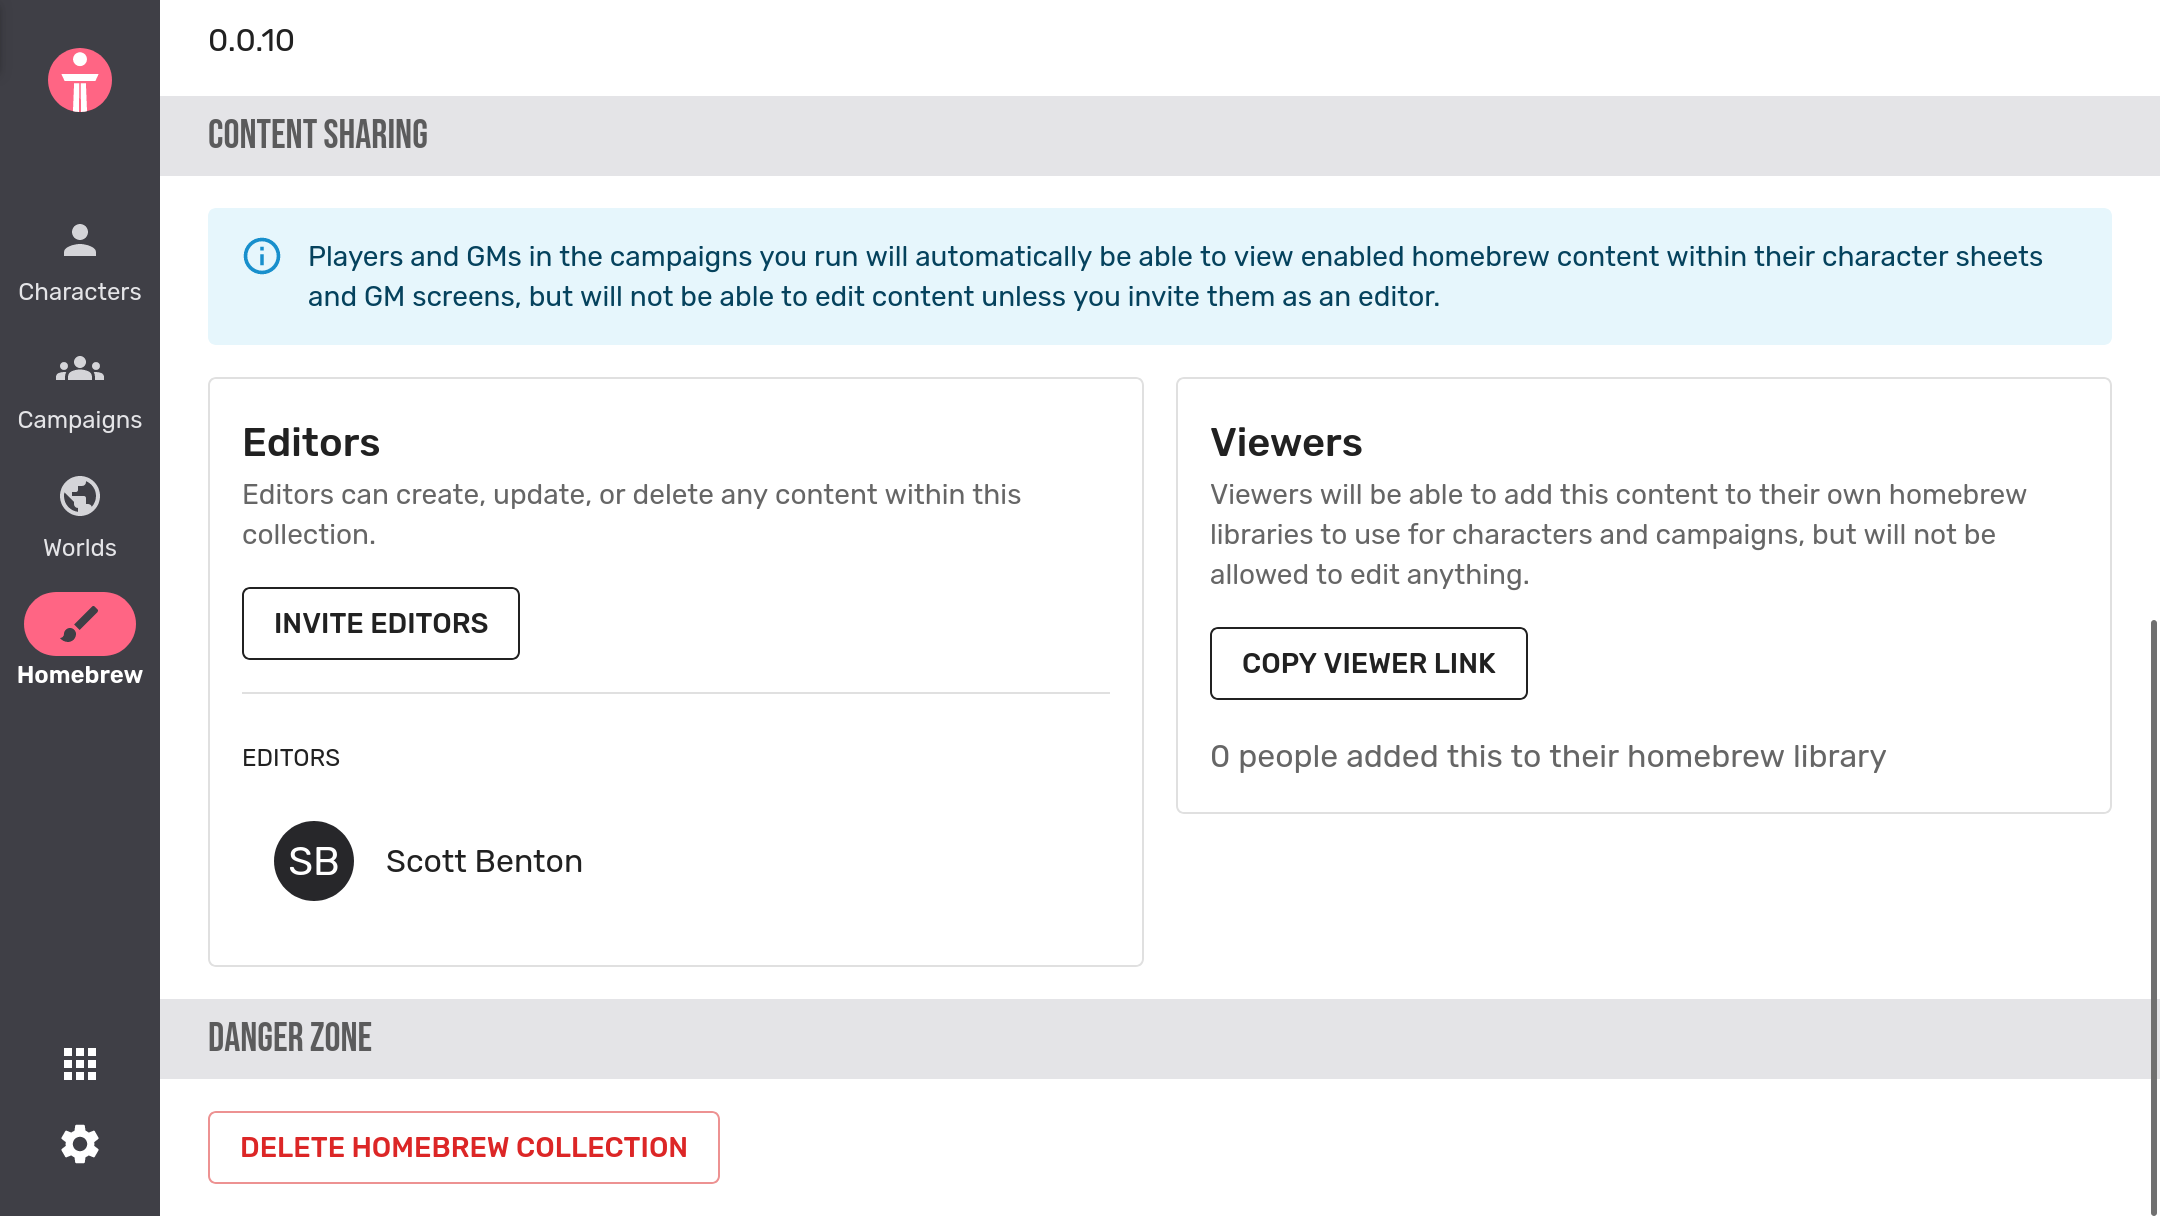 0.0.10
CONTENT SHARING
Players and GMs in the campaigns you run will automatically be able to view enabled homebrew content within their character sheets
and GM screens, but will not be able to edit content unless you invite them as an editor.
Characters
Campaigns
Worlds
Homebrew
Editors
Editors can create, update, or delete any content within this
collection.
INVITE EDITORS
EDITORS
SB
Scott Benton
Viewers
Viewers will be able to add this content to their own homebrew
libraries to use for characters and campaigns, but will not be
allowed to edit anything.
COPY VIEWER LINK
0 people added this to their homebrew library
DANGER ZONE
DELETE HOMEBREW COLLECTION